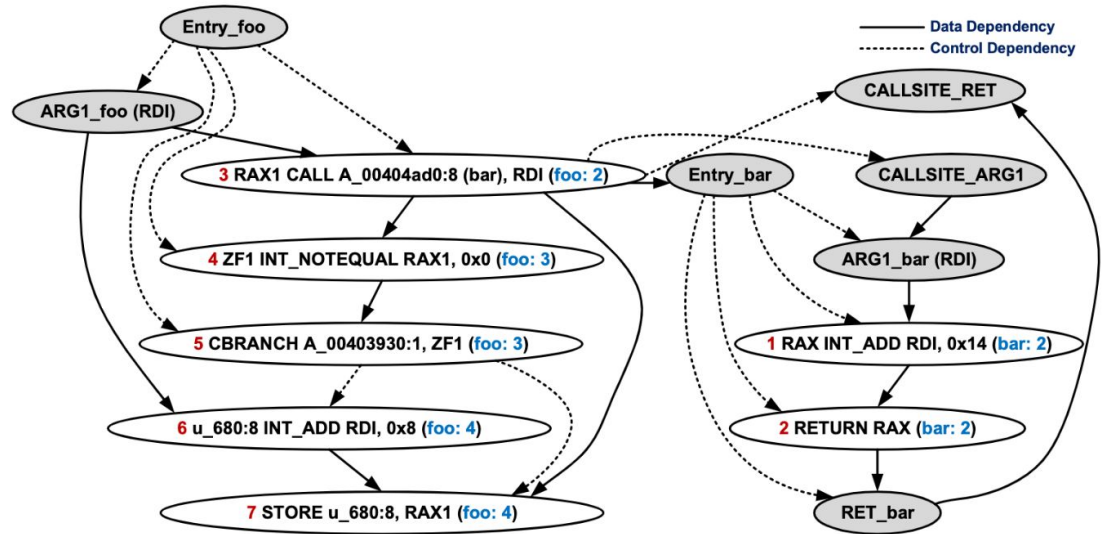 Entry_foo
Data Dependency
Control Dependency
ARG1_foo (RDI)
CALLSITE_RET
3 RAX1 CALL A_00404ad0:8 (bar), RDI (foo: 2)
Entry_bar
CALLSITE_ARG1
4 ZF1 INT_NOTEQUAL RAX1, 0x0 (foo: 3)
ARG1_bar (RDI)
5 CBRANCH A_00403930:1, ZF1 (foo: 3)
1 RAX INT_ADD RDI, 0x14 (bar: 2)
6 u_680:8 INT_ADD RDI, 0x8 (foo: 4)
2 RETURN RAX (bar: 2)
7 STORE u_680:8, RAX1 (foo: 4)
RET_bar